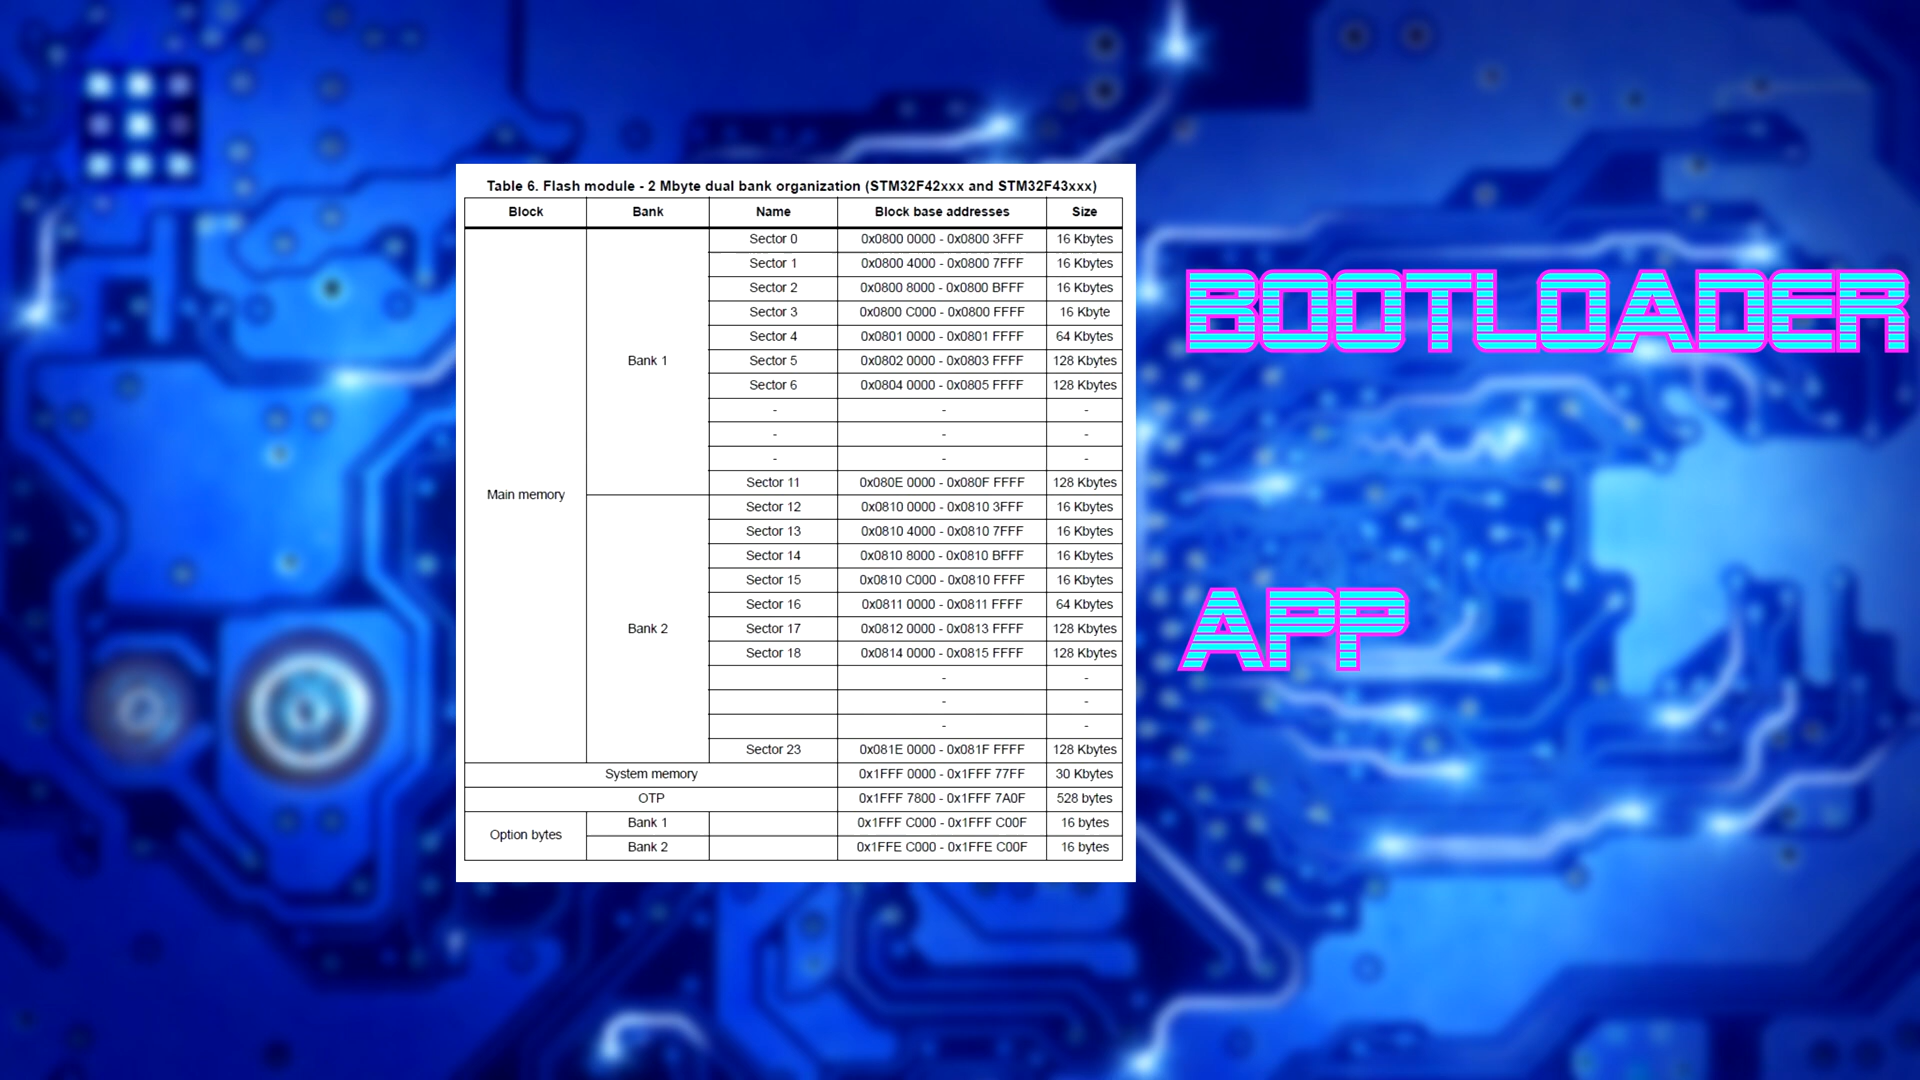 Table 6. Flash module - 2 Mbyte dual bank organization (STM32F42xxx and STM32F43xxx)
Block Bank Name Block base addresses Size
Main memory
Bank 1
Sector 0 0x0800 0000 - 0x0800 3FFF 16 Kbytes
Sector 1 0x0800 4000 - 0x0800 7FFF 16 Kbytes
Sector 2 0x0800 8000 - 0x0800 BFFF 16 Kbytes
Sector 3 0x0800 C000 - 0x0800 FFFF 16 Kbyte
Sector 4 0x0801 0000 - 0x0801 FFFF 64 Kbytes
Sector 5 0x0802 0000 - 0x0803 FFFF 128 Kbytes
Sector 6 0x0804 0000 - 0x0805 FFFF 128 Kbytes
- - -
- - -
- - -
Sector 11 0x080E 0000 - 0x080F FFFF 128 Kbytes
Bank 2
Sector 12 0x0810 0000 - 0x0810 3FFF 16 Kbytes
Sector 13 0x0810 4000 - 0x0810 7FFF 16 Kbytes
Sector 14 0x0810 8000 - 0x0810 BFFF 16 Kbytes
Sector 15 0x0810 C000 - 0x0810 FFFF 16 Kbytes
Sector 16 0x0811 0000 - 0x0811 FFFF 64 Kbytes
Sector 17 0x0812 0000 - 0x0813 FFFF 128 Kbytes
Sector 18 0x0814 0000 - 0x0815 FFFF 128 Kbytes
- -
- -
- -
Sector 23 0x081E 0000 - 0x081F FFFF 128 Kbytes
System memory 0x1FFF 0000 - 0x1FFF 77FF 30 Kbytes
OTP 0x1FFF 7800 - 0x1FFF 7A0F 528 bytes
Option bytes
Bank 1 0x1FFF C000 - 0x1FFF C00F 16 bytes
Bank 2 0x1FFE C000 - 0x1FFE C00F 16 bytes
BOOTLOADER
APP